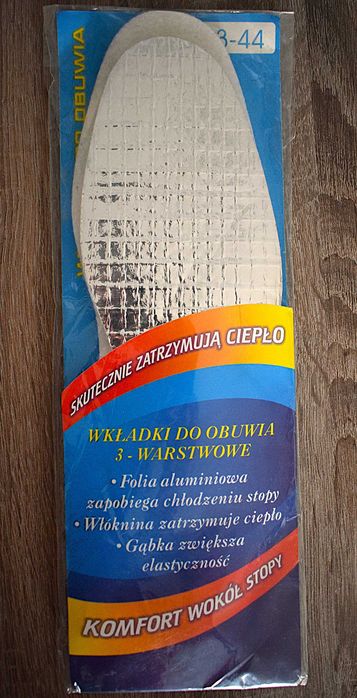 3-44
DO OBUWIA
SKUTECZNIE ZATRZYMUJĄ CIEPŁO
WKŁADKI DO OBUWIA
3 - WARSTWOWE
• Folia aluminiowa
zapobiega chłodzeniu stopy
• Włóknina zatrzymuje ciepło
• Gąbka zwiększa
elastyczność
KOMFORT WOKÓŁ STOPY